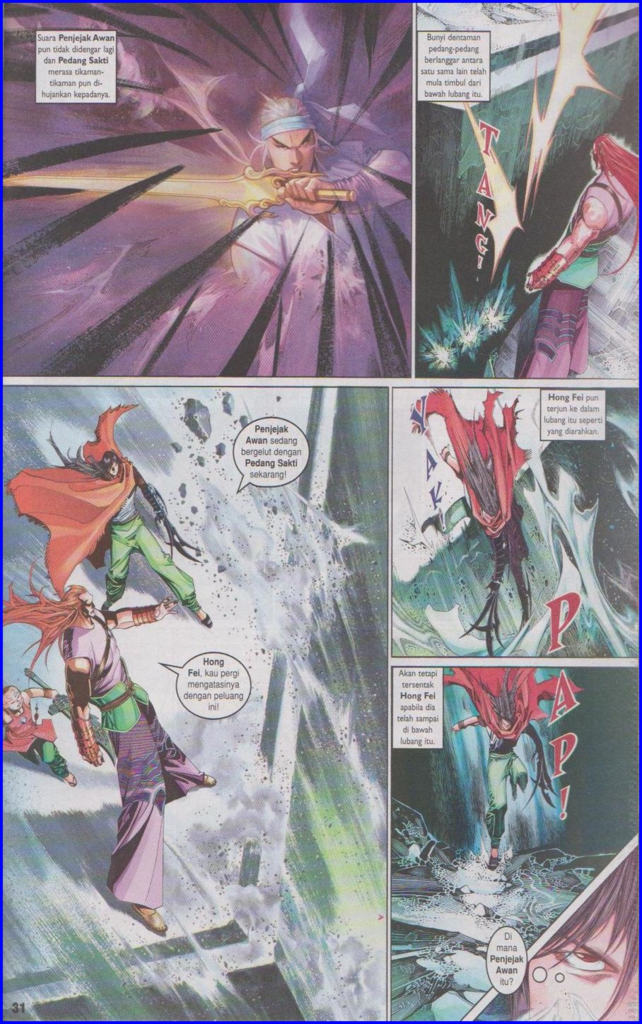 Suara Penjejak Awan
pun tidak didengar lagi
dan Pedang Sakti
merasa tikaman-
tikaman pun di-
hujankan kepadanya.
Bunyi dentaman
pedang-pedang
berlanggar antara
satu sama lain telah
mula timbul dari
bawah lubang itu.
TANG!
Penjejak
Awan sedang
bergelut dengan
Pedang Sakti
sekarang!
Hong
Fei, kau pergi
mengatasinya
dengan peluang
ini!
Hong Fei pun
terjun ke dalam
lubang itu seperti
yang diarahkan.
YAK
PAP!
Akan tetapi
tersentak
Hong Fei
apabila dia
telah sampai
di bawah
lubang itu.
Di
mana
Penjejak
Awan
itu?
31